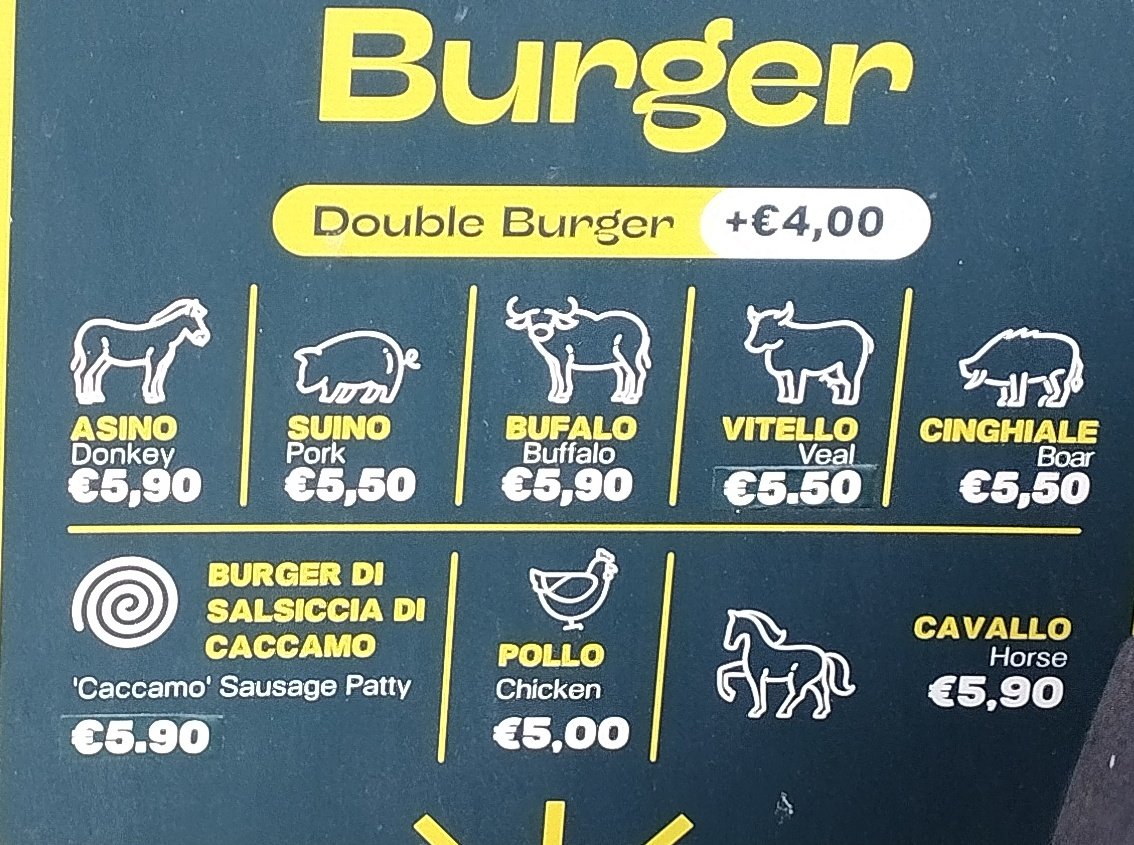 Burger
Double Burger +€4,00
ASINO
Donkey
€5,90
SUINO
Pork
€5,50
BUFALO
Buffalo
€5,90
VITELLO
Veal
€5.50
CINGHIALE
Boar
€5,50
BURGER DI
SALSICCIA DI
CACCAMO
'Caccamo' Sausage Patty
€5.90
POLLO
Chicken
€5,00
CAVALLO
Horse
€5,90